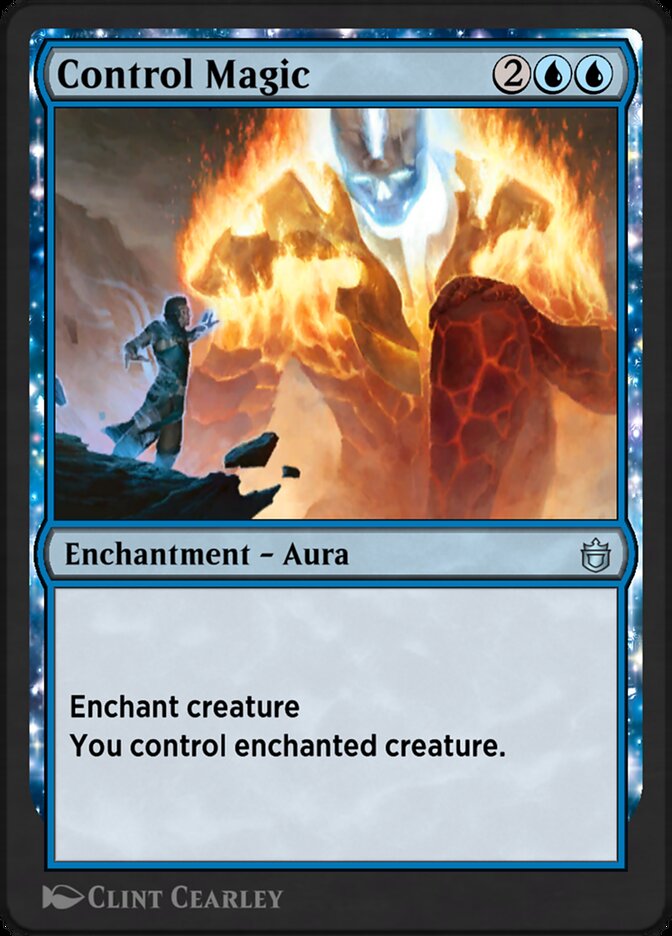 Control Magic 2
Enchantment – Aura
Enchant creature
You control enchanted creature.
Clint Cearley